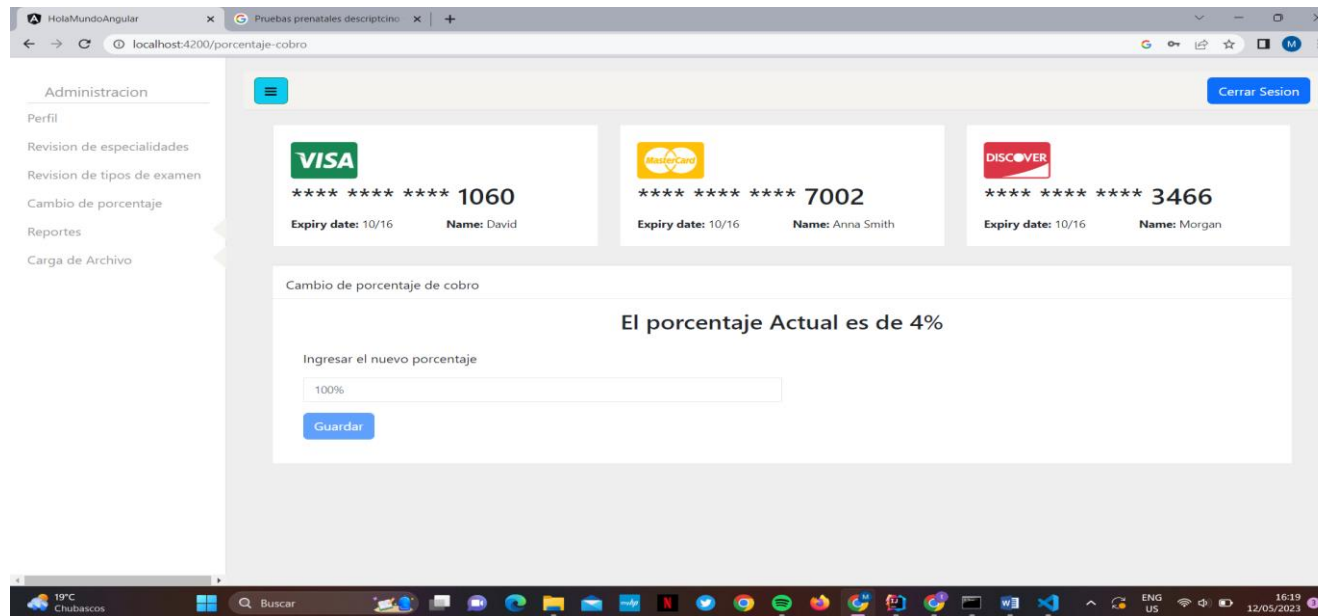 HolaMundoAngular
Pruebas prenatales descriptcino
localhost:4200/porcentaje-cobro
G
M
Administracion
Cerrar Sesion
Perfil
Revision de especialidades
Revision de tipos de examen
Cambio de porcentaje
Reportes
Carga de Archivo
VISA
MasterCard
DISCOVER
**** **** **** 1060
**** **** **** 7002
**** **** **** 3466
Expiry date: 10/16 Name: David
Expiry date: 10/16 Name: Anna Smith
Expiry date: 10/16 Name: Morgan
Cambio de porcentaje de cobro
El porcentaje Actual es de 4%
Ingresar el nuevo porcentaje
100%
Guardar
19°C
Chubascos
Buscar
ENG
US
16:19
12/05/2023